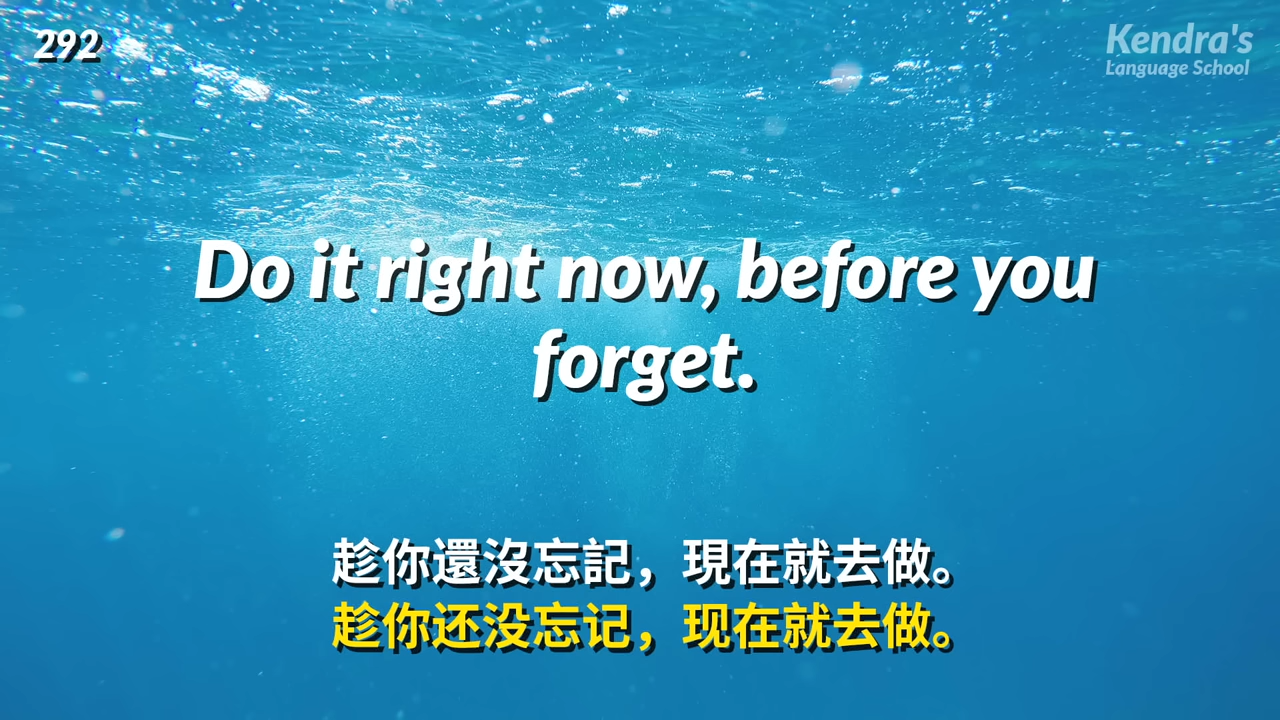 292
Kendra's
Language School
Do it right now, before you
forget.
趁你還沒忘記，現在就去做。
趁你还没忘记，现在就去做。